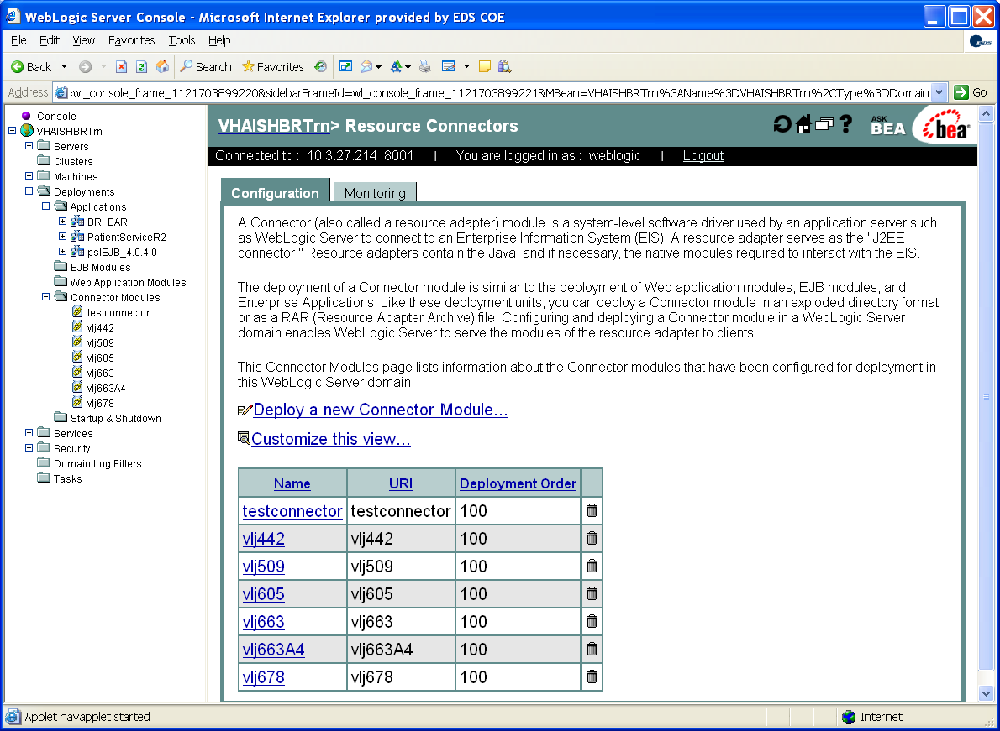 WebLogic Server Console - Microsoft Internet Explorer provided by EDS COE
File Edit View Favorites Tools Help
EDS
Back Search Favorites
Address wl_console_frame_1121703899220&sidebarFrameId=wl_console_frame_1121703899221&MBean=VHAISHBRTrn%3AName%3DVHAISHBRTrn%2CType%3DDomain Go
Console
VHAISHBRTrn
Servers
Clusters
Machines
Deployments
Applications
BR_EAR
PatientServiceR2
pslEJB_4.0.4.0
EJB Modules
Web Application Modules
Connector Modules
testconnector
vlj442
vlj509
vlj605
vlj663
vlj663A4
vlj678
Startup & Shutdown
Services
Security
Domain Log Filters
Tasks
VHAISHBRTrn> Resource Connectors
? ASK BEA bea
Connected to : 10.3.27.214 :8001 | You are logged in as : weblogic | Logout
Configuration Monitoring
A Connector (also called a resource adapter) module is a system-level software driver used by an application server such
as WebLogic Server to connect to an Enterprise Information System (EIS). A resource adapter serves as the "J2EE
connector." Resource adapters contain the Java, and if necessary, the native modules required to interact with the EIS.
The deployment of a Connector module is similar to the deployment of Web application modules, EJB modules, and
Enterprise Applications. Like these deployment units, you can deploy a Connector module in an exploded directory format
or as a RAR (Resource Adapter Archive) file. Configuring and deploying a Connector module in a WebLogic Server
domain enables WebLogic Server to serve the modules of the resource adapter to clients.
This Connector Modules page lists information about the Connector modules that have been configured for deployment in
this WebLogic Server domain.
Deploy a new Connector Module...
Customize this view...
Name URI Deployment Order
testconnector testconnector 100
vlj442 vlj442 100
vlj509 vlj509 100
vlj605 vlj605 100
vlj663 vlj663 100
vlj663A4 vlj663A4 100
vlj678 vlj678 100
Applet navapplet started Internet